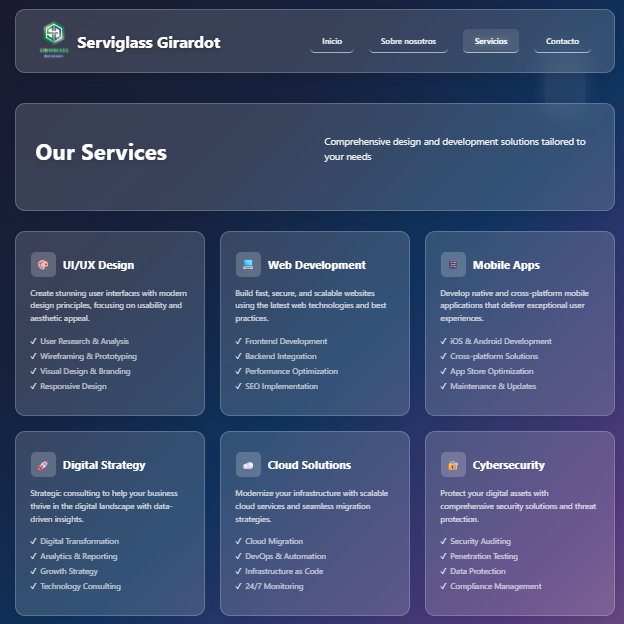 SERVIGLASS
Serviglass Girardot
Inicio
Sobre nosotros
Servicios
Contacto
Our Services
Comprehensive design and development solutions tailored to
your needs
UI/UX Design
Create stunning user interfaces with modern
design principles, focusing on usability and
aesthetic appeal.
✓ User Research & Analysis
✓ Wireframing & Prototyping
✓ Visual Design & Branding
✓ Responsive Design
Web Development
Build fast, secure, and scalable websites
using the latest web technologies and best
practices.
✓ Frontend Development
✓ Backend Integration
✓ Performance Optimization
✓ SEO Implementation
Mobile Apps
Develop native and cross-platform mobile
applications that deliver exceptional user
experiences.
✓ iOS & Android Development
✓ Cross-platform Solutions
✓ App Store Optimization
✓ Maintenance & Updates
Digital Strategy
Strategic consulting to help your business
thrive in the digital landscape with data-
driven insights.
✓ Digital Transformation
✓ Analytics & Reporting
✓ Growth Strategy
✓ Technology Consulting
Cloud Solutions
Modernize your infrastructure with scalable
cloud services and seamless migration
strategies.
✓ Cloud Migration
✓ DevOps & Automation
✓ Infrastructure as Code
✓ 24/7 Monitoring
Cybersecurity
Protect your digital assets with
comprehensive security solutions and threat
protection.
✓ Security Auditing
✓ Penetration Testing
✓ Data Protection
✓ Compliance Management